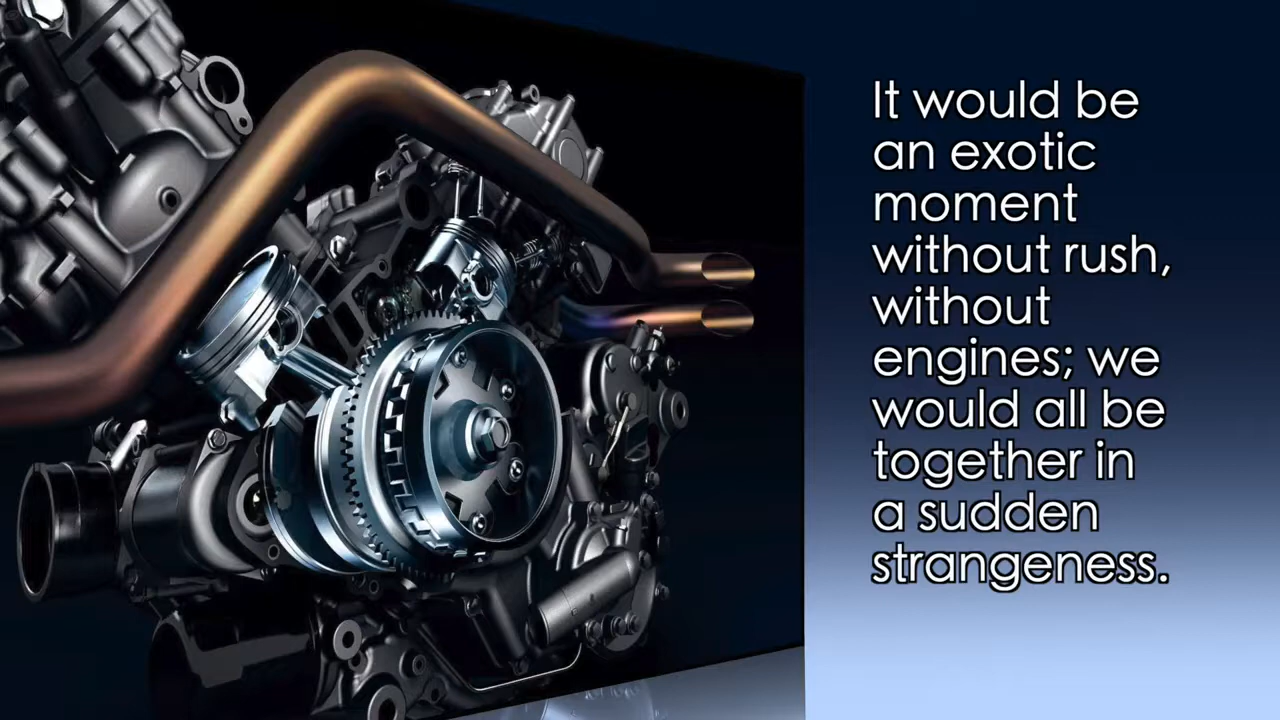 It would be
an exotic
moment
without rush,
without
engines; we
would all be
together in
a sudden
strangeness.